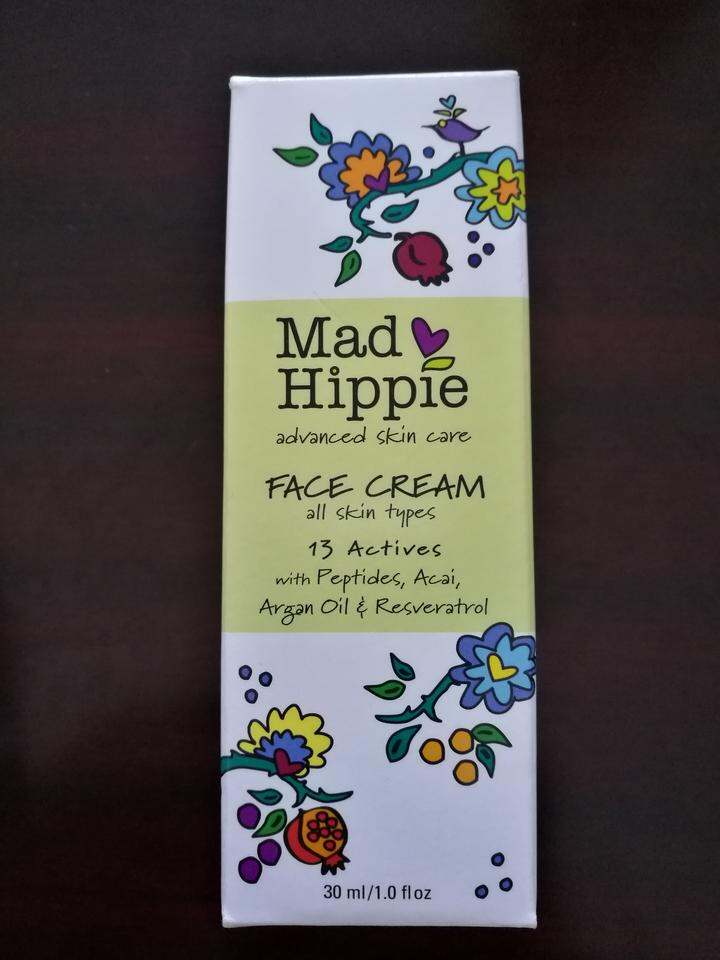 Mad
Hippie
advanced skin care
FACE CREAM
all skin types
13 Actives
with Peptides, Acai,
Argan Oil & Resveratrol
30 ml/1.0 fl oz